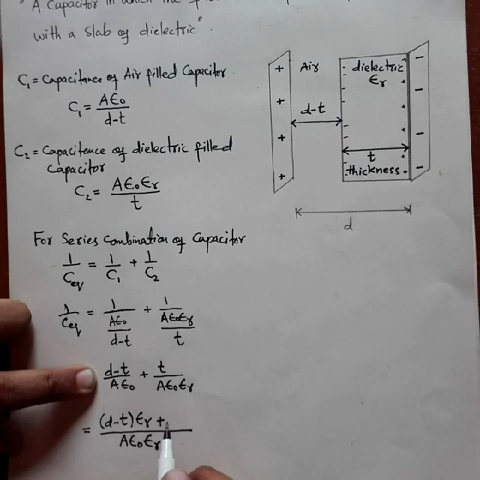 "A Capacitor in which the
with a slab of dielectric".
C₁ = Capacitance of Air filled Capacitor
C₁ = Aϵ₀ / d-t
C₂ = Capacitence of dielectric filled
Capacitor
C₂ = Aϵ₀ϵr / t
+ Air dielectric ϵr -
+ d-t -
+ t -
+ thickness -
d
For Series Combination of Capacitor
1/Ceq = 1/C₁ + 1/C₂
1/Ceq = 1/(Aϵ₀/d-t) + 1/(Aϵ₀ϵr/t)
d-t/Aϵ₀ + t/Aϵ₀ϵr
= (d-t)ϵr + / Aϵ₀ϵr